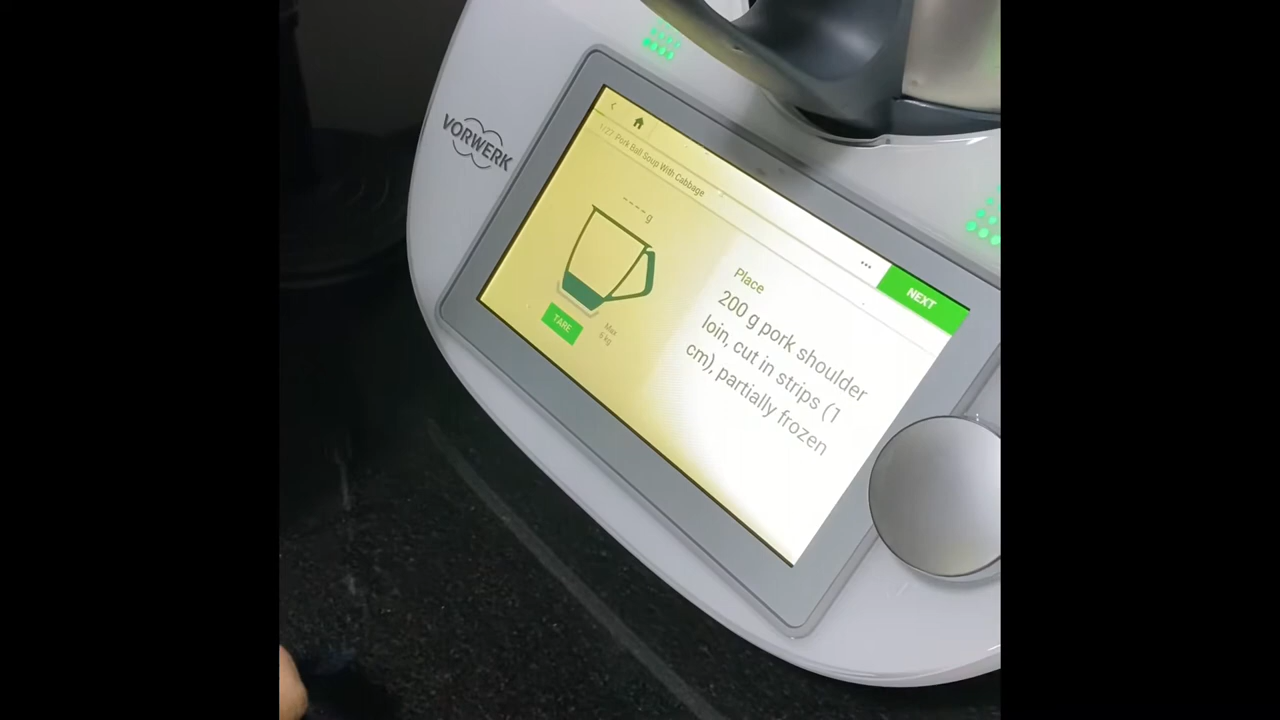 VORWERK
1/27 Pork Ball Soup With Cabbage
---- g
TARE
Max
6 kg
NEXT
Place
200 g pork shoulder
loin, cut in strips (1
cm), partially frozen